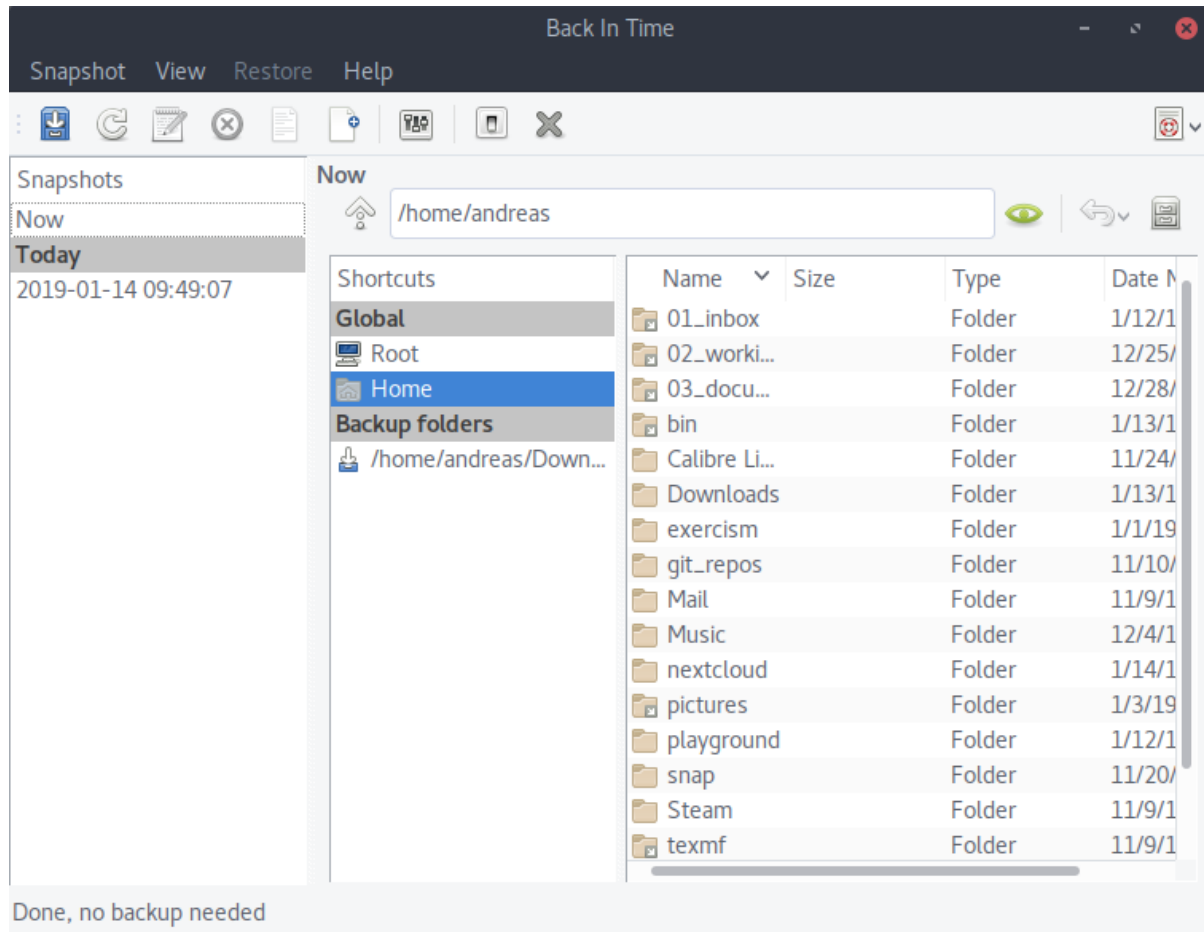 Back In Time
Snapshot View Restore Help
Snapshots
Now
Today
2019-01-14 09:49:07
Now
/home/andreas
Shortcuts
Global
Root
Home
Backup folders
/home/andreas/Down...
Name Size Type Date M
01_inbox Folder 1/12/1
02_worki... Folder 12/25/
03_docu... Folder 12/28/
bin Folder 1/13/1
Calibre Li... Folder 11/24/
Downloads Folder 1/13/1
exercism Folder 1/1/19
git_repos Folder 11/10/
Mail Folder 11/9/1
Music Folder 12/4/1
nextcloud Folder 1/14/1
pictures Folder 1/3/19
playground Folder 1/12/1
snap Folder 11/20/
Steam Folder 11/9/1
texmf Folder 11/9/1
Done, no backup needed